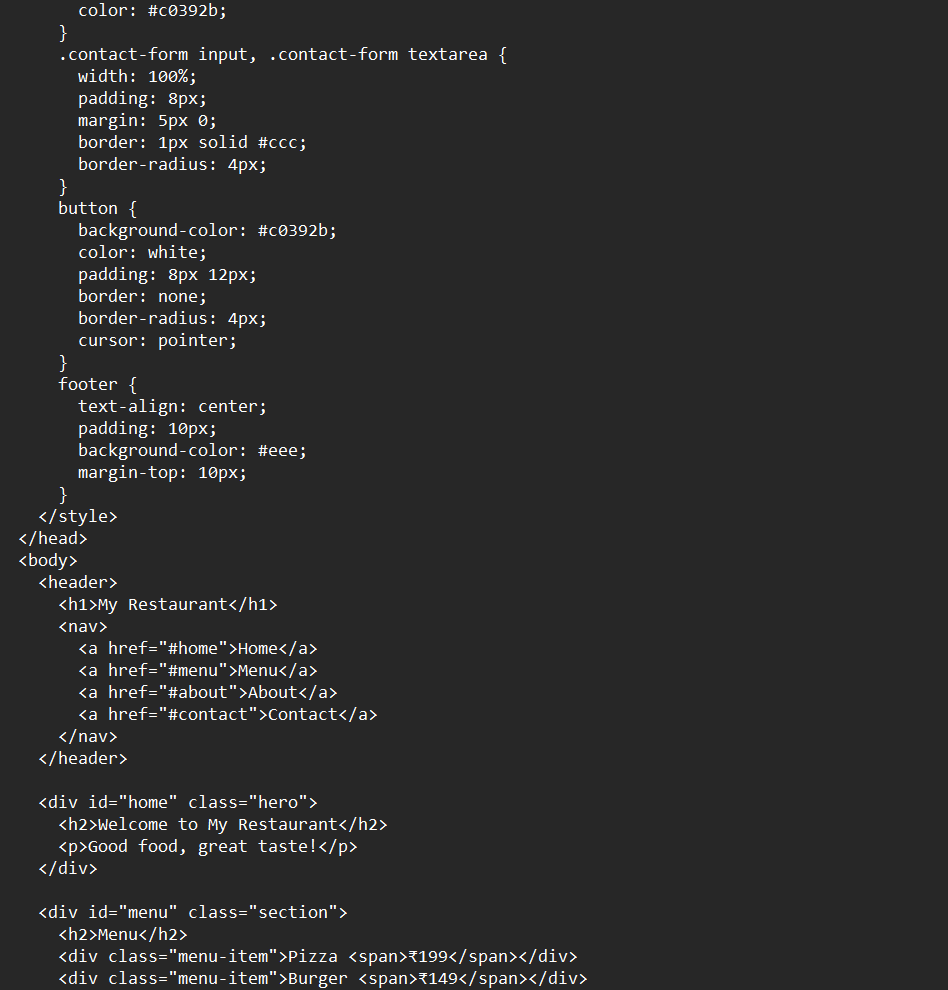 color: #c0392b;
}
.contact-form input, .contact-form textarea {
width: 100%;
padding: 8px;
margin: 5px 0;
border: 1px solid #ccc;
border-radius: 4px;
}
button {
background-color: #c0392b;
color: white;
padding: 8px 12px;
border: none;
border-radius: 4px;
cursor: pointer;
}
footer {
text-align: center;
padding: 10px;
background-color: #eee;
margin-top: 10px;
}
</style>
</head>
<body>
<header>
<h1>My Restaurant</h1>
<nav>
<a href="#home">Home</a>
<a href="#menu">Menu</a>
<a href="#about">About</a>
<a href="#contact">Contact</a>
</nav>
</header>
<div id="home" class="hero">
<h2>Welcome to My Restaurant</h2>
<p>Good food, great taste!</p>
</div>
<div id="menu" class="section">
<h2>Menu</h2>
<div class="menu-item">Pizza <span>₹199</span></div>
<div class="menu-item">Burger <span>₹149</span></div>